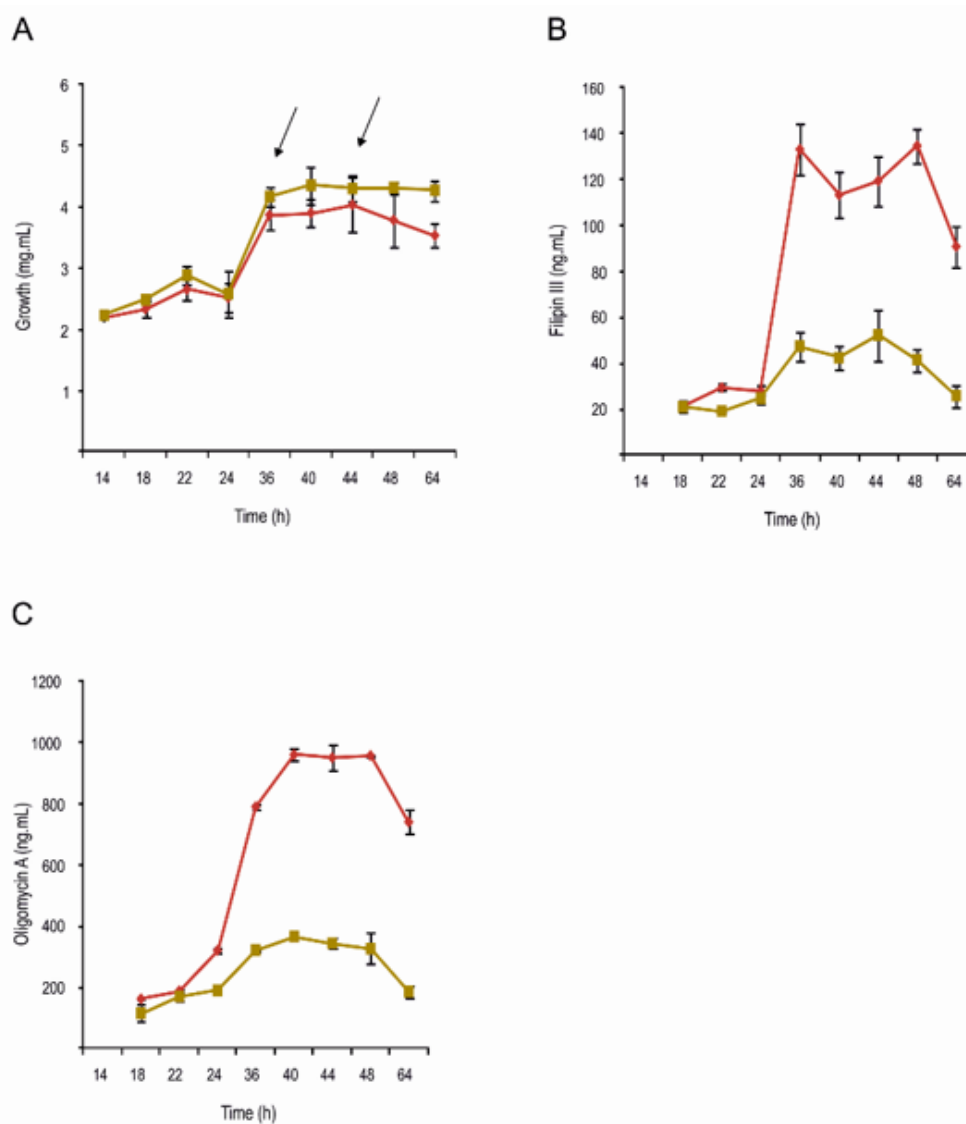 A
6
5
4
3
2
1
Growth (mg.mL)
14 18 22 24 36 40 44 48 64
Time (h)
B
160
140
120
100
80
60
40
20
Filipin III (ng.mL)
14 18 22 24 36 40 44 48 64
Time (h)
C
1200
1000
800
600
400
200
Oligomycin A (ng.mL)
14 18 22 24 36 40 44 48 64
Time (h)